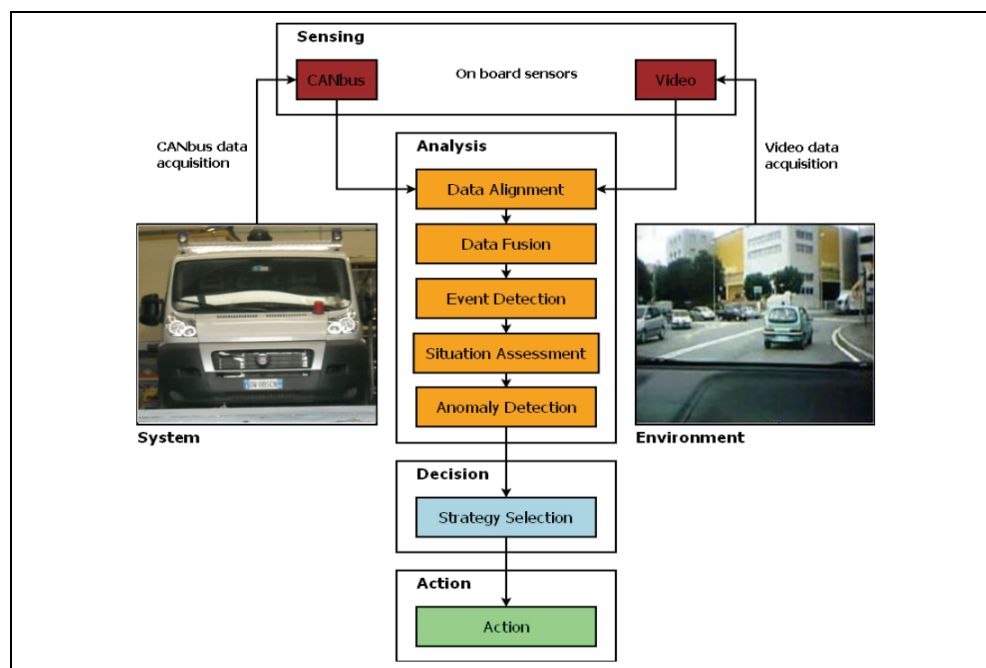 Sensing
CANbus
On board sensors
Video
CANbus data
acquisition
Video data
acquisition
Analysis
Data Alignment
Data Fusion
Event Detection
Situation Assessment
Anomaly Detection
System
Environment
Decision
Strategy Selection
Action
Action